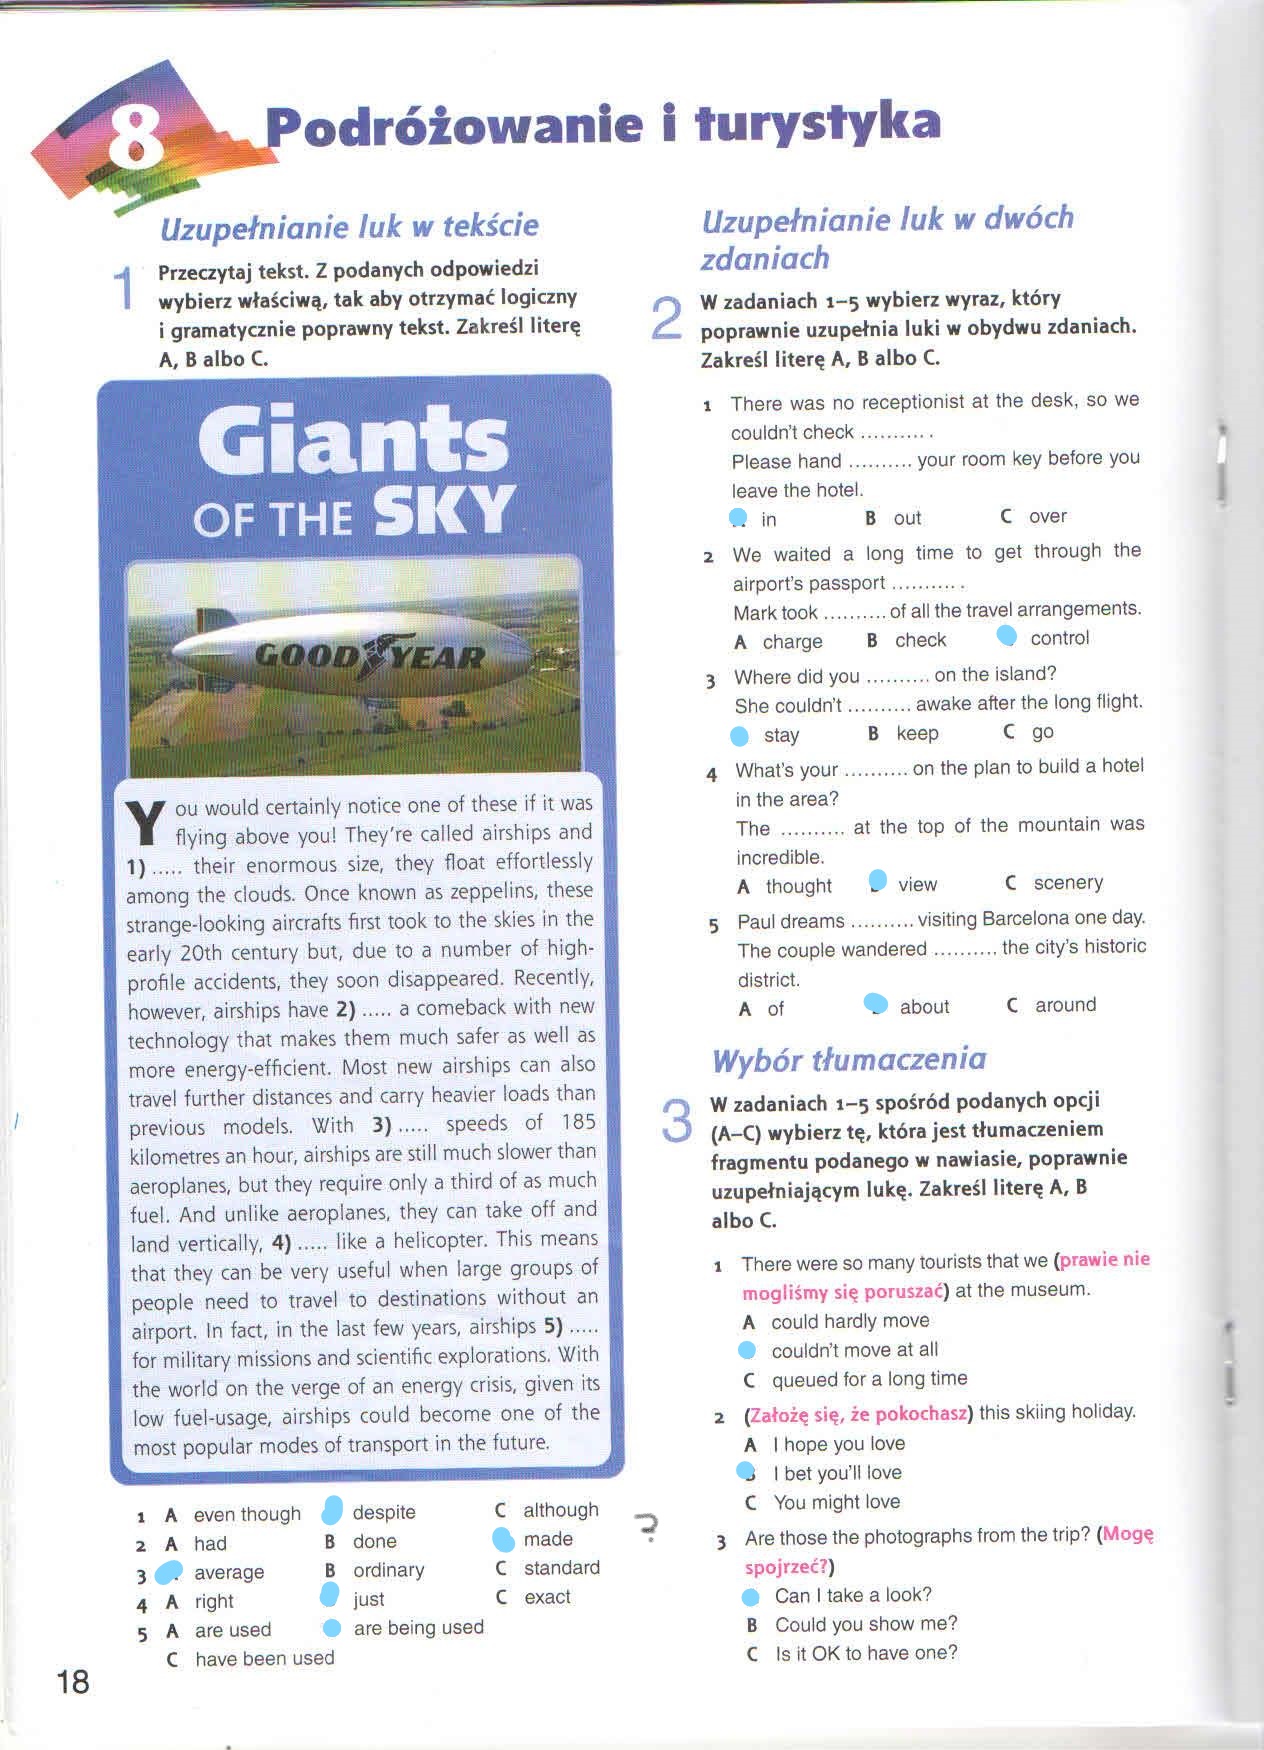 8
Podróżowanie i turystyka
Uzupełnianie luk w tekście
1
Przeczytaj tekst. Z podanych odpowiedzi
wybierz właściwą, tak aby otrzymać logiczny
i gramatycznie poprawny tekst. Zakreśl literę
A, B albo C.
Giants
OF THE SKY
GOOD YEAR
You would certainly notice one of these if it was
flying above you! They're called airships and
1) ..... their enormous size, they float effortlessly
among the clouds. Once known as zeppelins, these
strange-looking aircrafts first took to the skies in the
early 20th century but, due to a number of high-
profile accidents, they soon disappeared. Recently,
however, airships have 2) ..... a comeback with new
technology that makes them much safer as well as
more energy-efficient. Most new airships can also
travel further distances and carry heavier loads than
previous models. With 3) ..... speeds of 185
kilometres an hour, airships are still much slower than
aeroplanes, but they require only a third of as much
fuel. And unlike aeroplanes, they can take off and
land vertically, 4) ..... like a helicopter. This means
that they can be very useful when large groups of
people need to travel to destinations without an
airport. In fact, in the last few years, airships 5) .....
for military missions and scientific explorations. With
the world on the verge of an energy crisis, given its
low fuel-usage, airships could become one of the
most popular modes of transport in the future.
1 A even though despite C although
2 A had B done made
3 average B ordinary C standard
4 A right just C exact
5 A are used are being used
C have been used
18
Uzupełnianie luk w dwóch
zdaniach
2
W zadaniach 1–5 wybierz wyraz, który
poprawnie uzupełnia luki w obydwu zdaniach.
Zakreśl literę A, B albo C.
1 There was no receptionist at the desk, so we
couldn't check ........... .
Please hand .......... your room key before you
leave the hotel.
in B out C over
2 We waited a long time to get through the
airport's passport ........... .
Mark took .......... of all the travel arrangements.
A charge B check control
3 Where did you .......... on the island?
She couldn't .......... awake after the long flight.
stay B keep C go
4 What's your .......... on the plan to build a hotel
in the area?
The .......... at the top of the mountain was
incredible.
A thought view C scenery
5 Paul dreams .......... visiting Barcelona one day.
The couple wandered .......... the city's historic
district.
A of about C around
Wybór tłumaczenia
3
W zadaniach 1–5 spośród podanych opcji
(A–C) wybierz tę, która jest tłumaczeniem
fragmentu podanego w nawiasie, poprawnie
uzupełniającym lukę. Zakreśl literę A, B
albo C.
1 There were so many tourists that we (prawie nie
mogliśmy się poruszać) at the museum.
A could hardly move
couldn't move at all
C queued for a long time
2 (Założę się, że pokochasz) this skiing holiday.
A I hope you love
I bet you'll love
C You might love
?
3 Are those the photographs from the trip? (Mogę
spojrzeć?)
Can I take a look?
B Could you show me?
C Is it OK to have one?